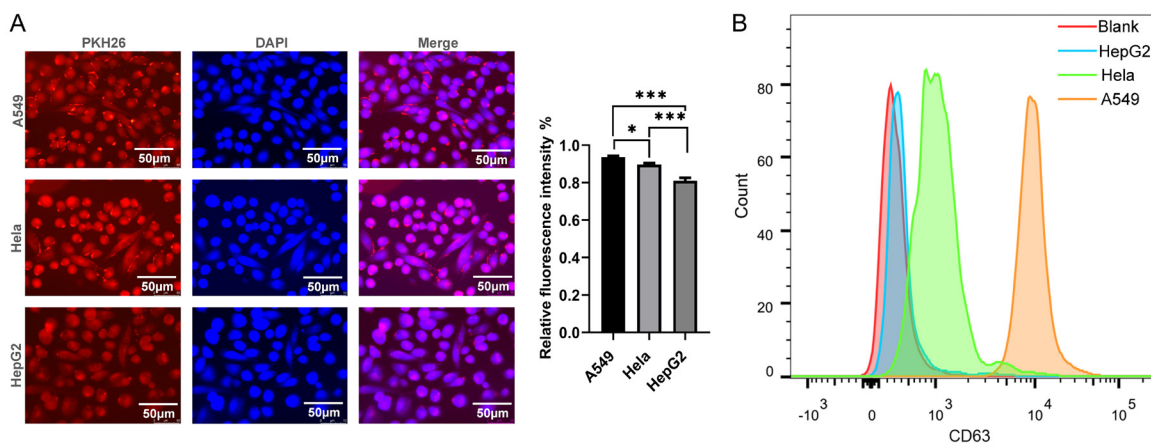 A
PKH26 DAPI Merge
A549
50µm 50µm 50µm
Hela
50µm 50µm 50µm
HepG2
50µm 50µm 50µm
Relative fluorescence intensity %
***
* ***
1.0
0.8
0.6
0.4
0.2
0.0
A549 Hela HepG2
B
Blank
HepG2
Hela
A549
Count
80
60
40
20
0
-10³ 0 10³ 10⁴ 10⁵
CD63